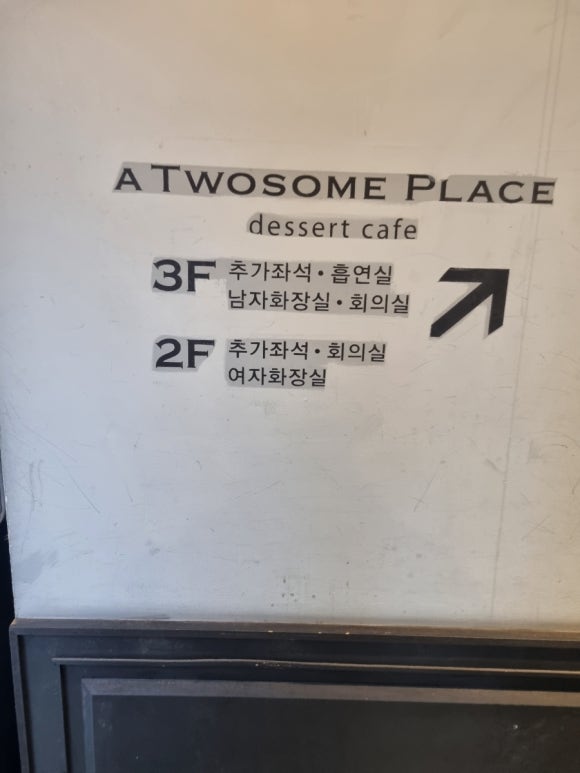 A TWOSOME PLACE
dessert cafe
3F 추가좌석 • 흡연실
남자화장실 • 회의실
2F 추가좌석 • 회의실
여자화장실